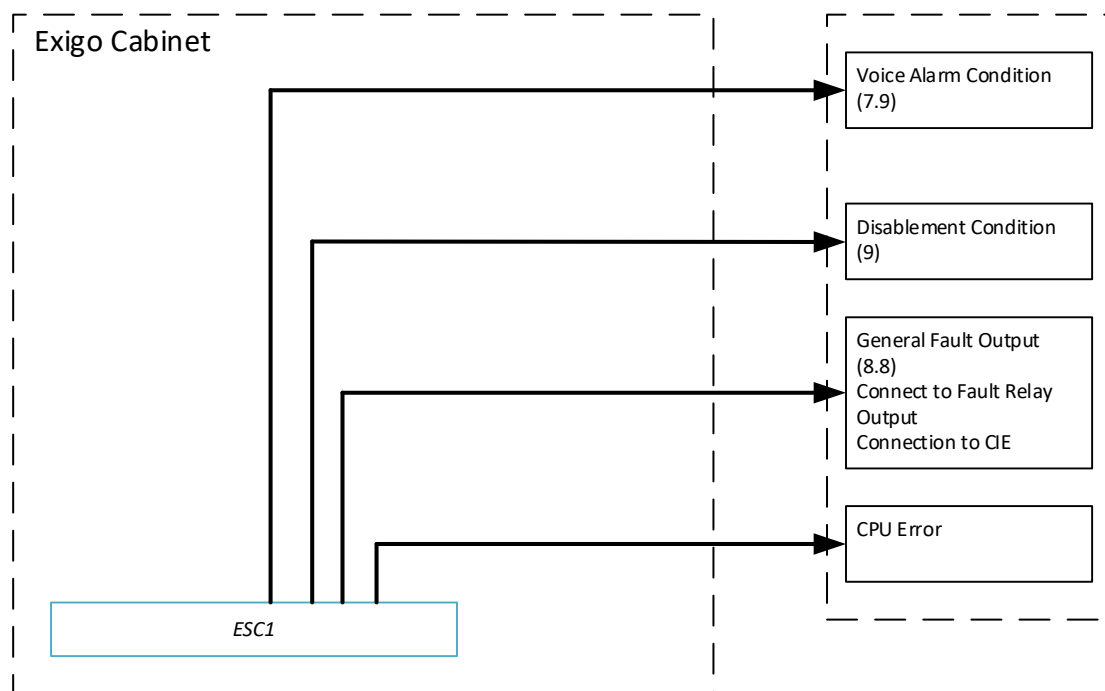 Exigo Cabinet
Voice Alarm Condition
(7.9)
Disablement Condition
(9)
General Fault Output
(8.8)
Connect to Fault Relay
Output
Connection to CIE
CPU Error
ESC1